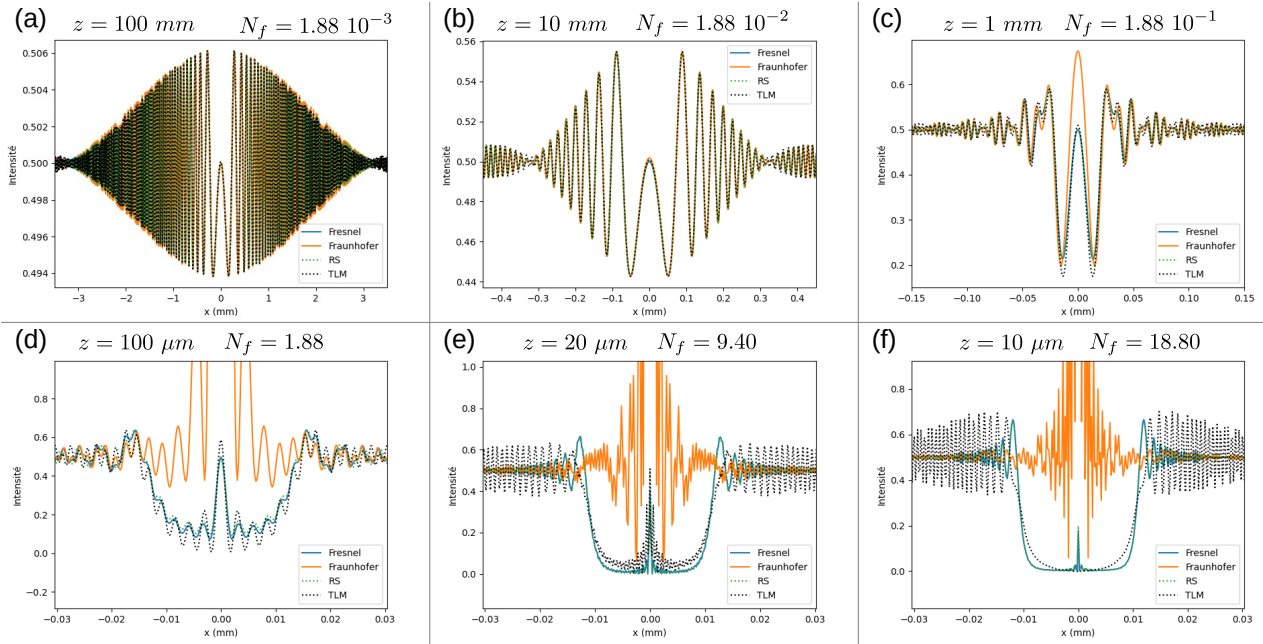 (a) z = 100 mm N_f = 1.88 10^{-3}
0.506
0.504
0.502
0.500
0.498
0.496
0.494
Intensité
Fresnel
Fraunhofer
RS
TLM
−3 −2 −1 0 1 2 3
x (mm)
(b) z = 10 mm N_f = 1.88 10^{-2}
0.56
0.54
0.52
0.50
0.48
0.46
0.44
Intensité
Fresnel
Fraunhofer
RS
TLM
−0.4 −0.3 −0.2 −0.1 0.0 0.1 0.2 0.3 0.4
x (mm)
(c) z = 1 mm N_f = 1.88 10^{-1}
0.6
0.5
0.4
0.3
0.2
Intensité
Fresnel
Fraunhofer
RS
TLM
−0.15 −0.10 −0.05 0.00 0.05 0.10 0.15
x (mm)
(d) z = 100 μm N_f = 1.88
0.8
0.6
0.4
0.2
0.0
−0.2
Intensité
Fresnel
Fraunhofer
RS
TLM
−0.03 −0.02 −0.01 0.00 0.01 0.02 0.03
x (mm)
(e) z = 20 μm N_f = 9.40
1.0
0.8
0.6
0.4
0.2
0.0
Intensité
Fresnel
Fraunhofer
RS
TLM
−0.03 −0.02 −0.01 0.00 0.01 0.02 0.03
x (mm)
(f) z = 10 μm N_f = 18.80
0.8
0.6
0.4
0.2
0.0
Intensité
Fresnel
Fraunhofer
RS
TLM
−0.03 −0.02 −0.01 0.00 0.01 0.02 0.03
x (mm)